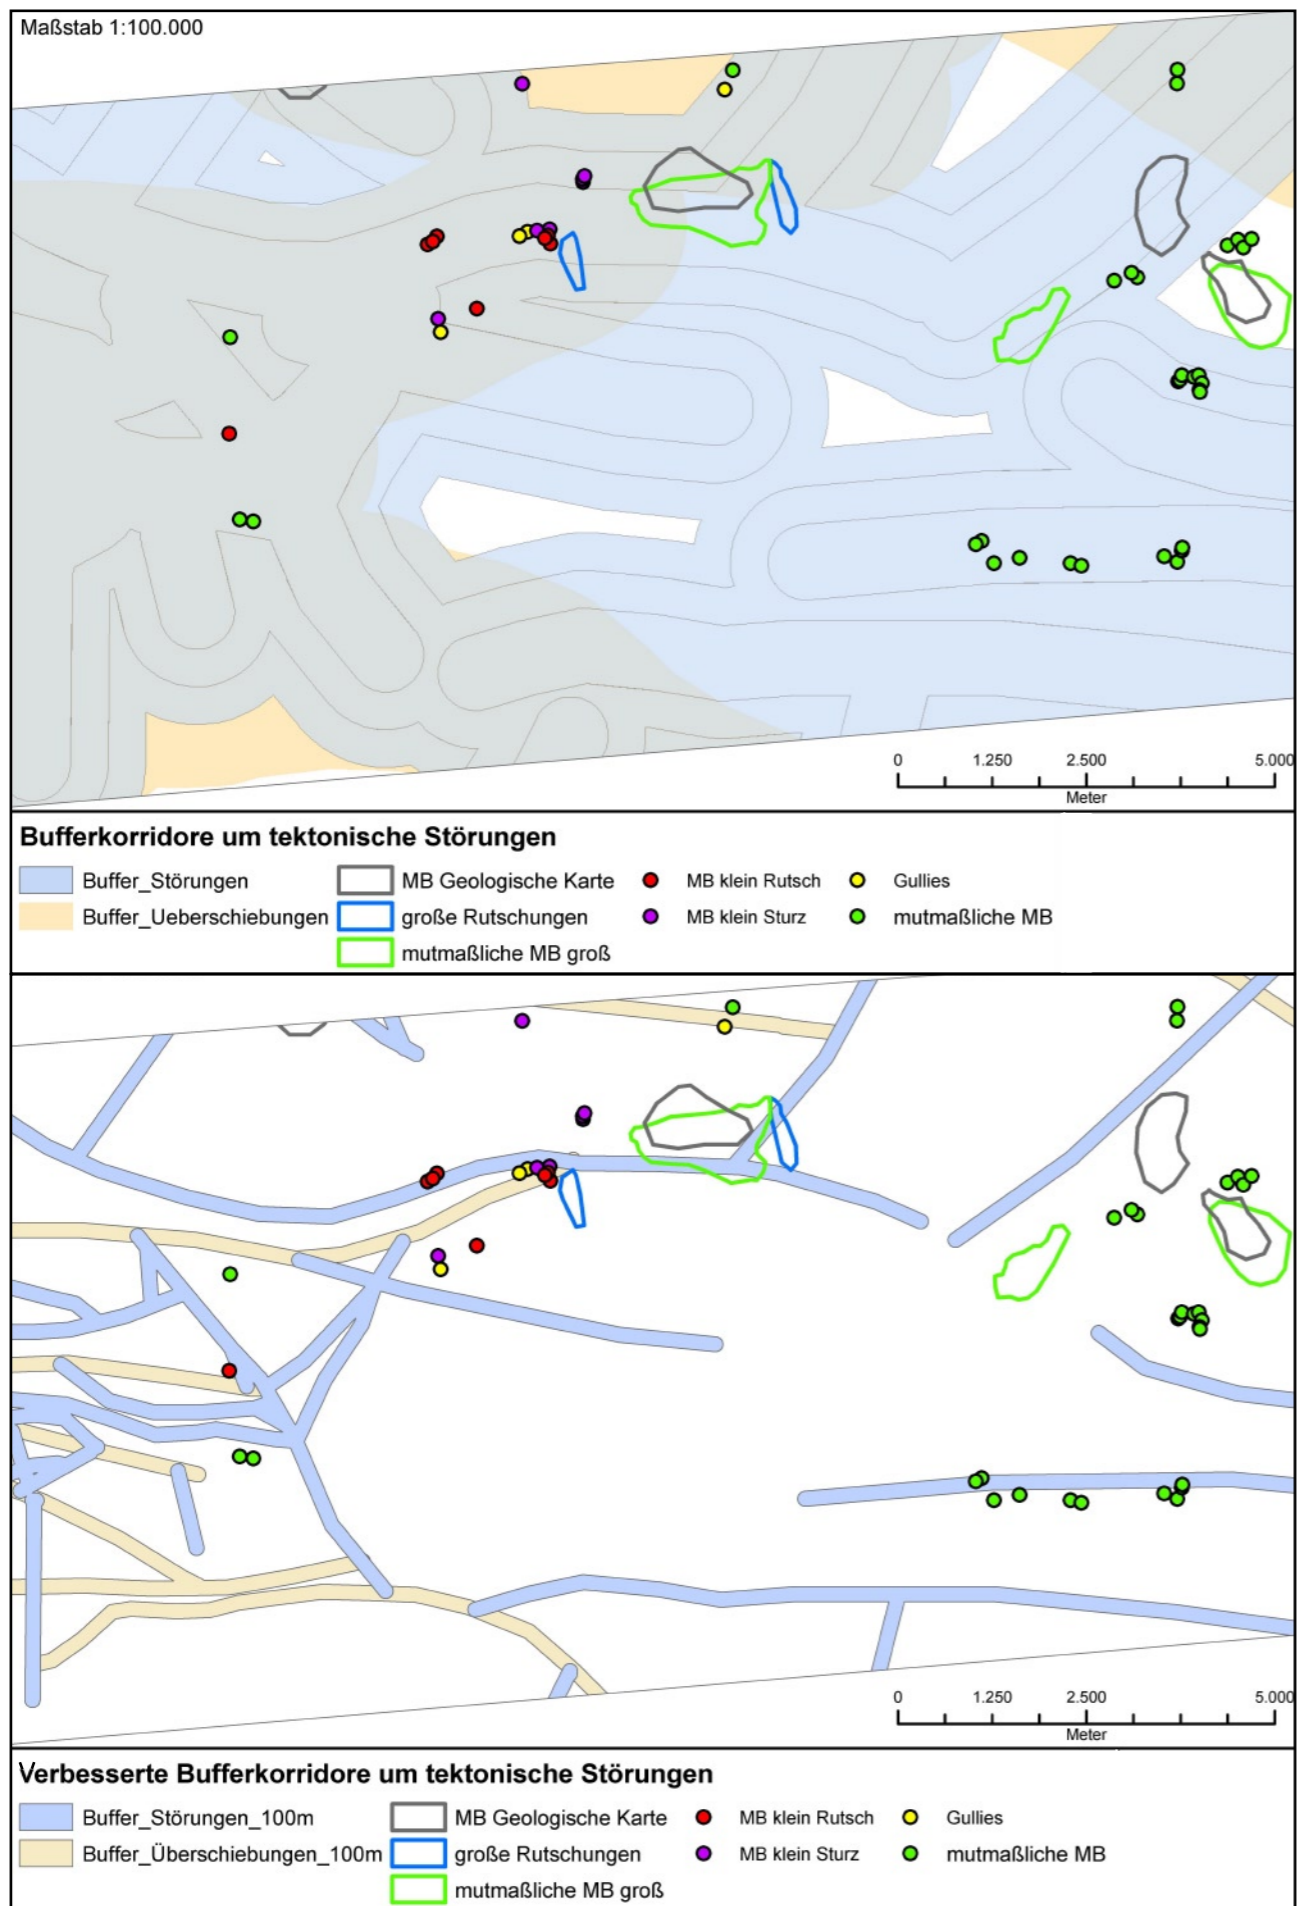 Maßstab 1:100.000
0 1.250 2.500 5.000
Meter
Bufferkorridore um tektonische Störungen
Buffer_Störungen MB Geologische Karte MB klein Rutsch Gullies
Buffer_Ueberschiebungen große Rutschungen MB klein Sturz mutmaßliche MB
mutmaßliche MB groß
0 1.250 2.500 5.000
Meter
Verbesserte Bufferkorridore um tektonische Störungen
Buffer_Störungen_100m MB Geologische Karte MB klein Rutsch Gullies
Buffer_Überschiebungen_100m große Rutschungen MB klein Sturz mutmaßliche MB
mutmaßliche MB groß